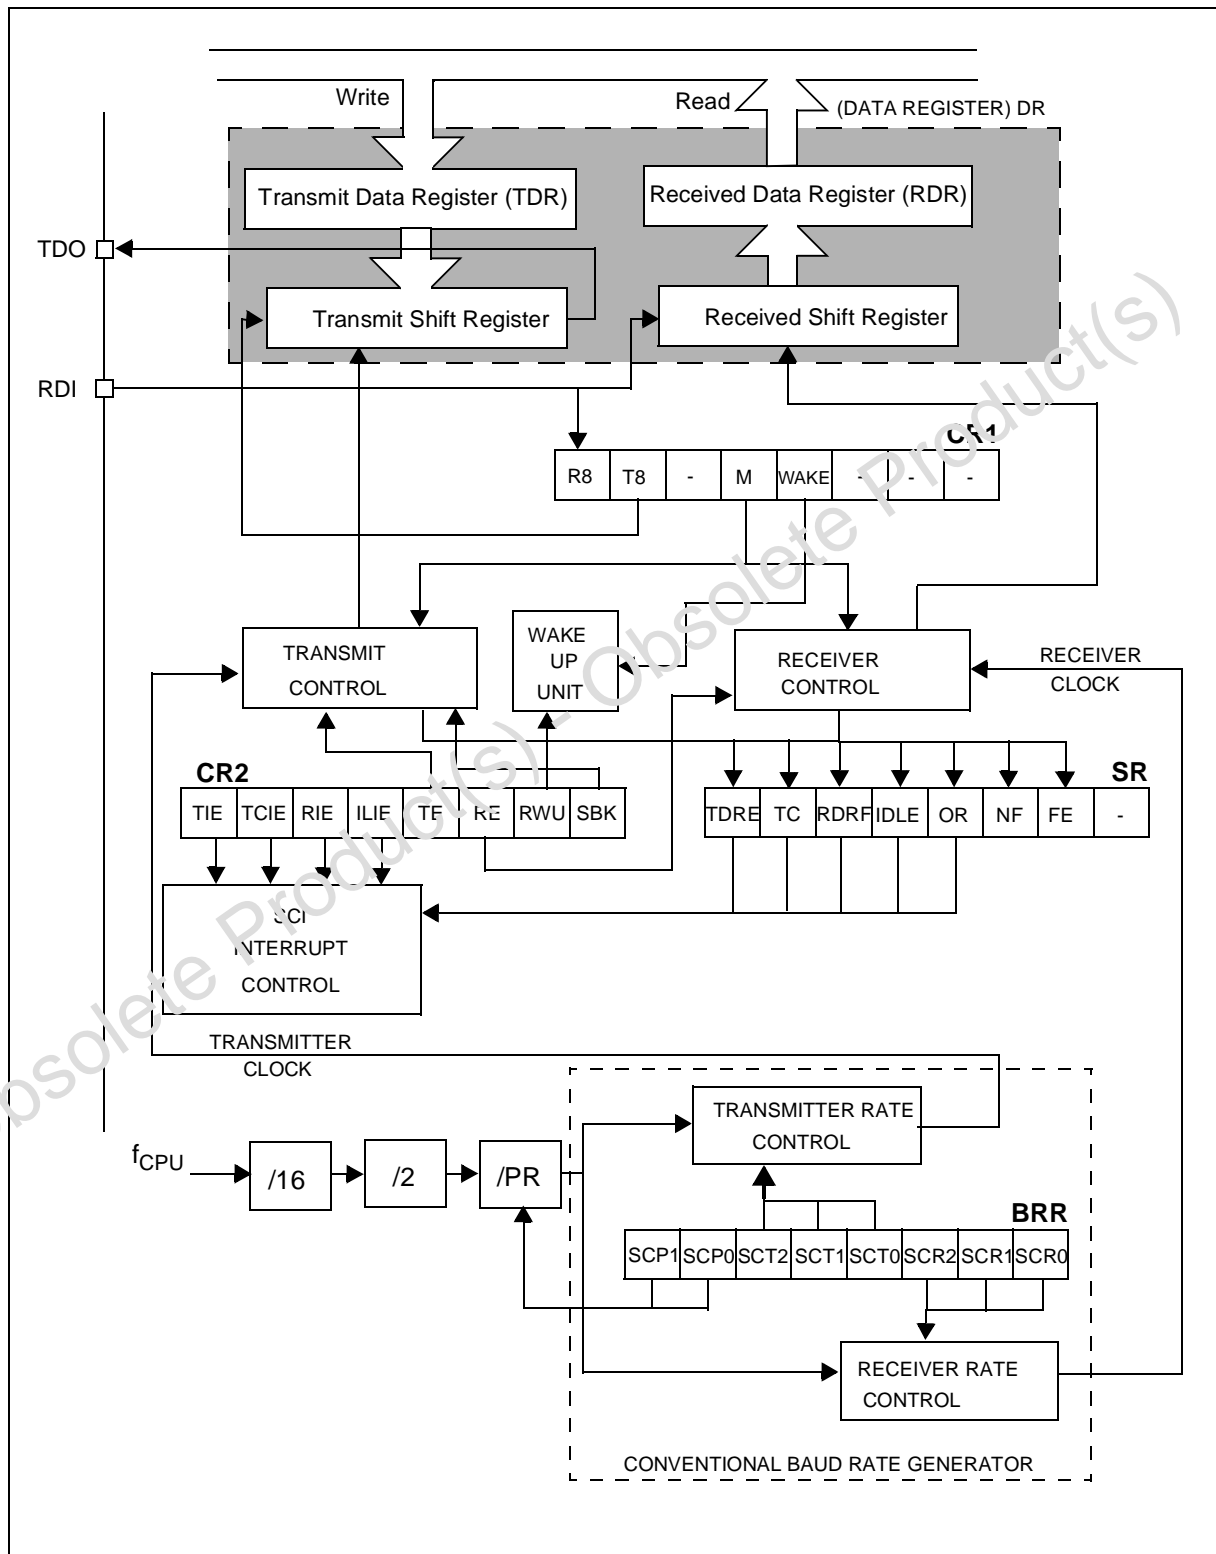 Write
Read
(DATA REGISTER) DR
Transmit Data Register (TDR)
Received Data Register (RDR)
TDO
Transmit Shift Register
Received Shift Register
RDI
CR1
R8 T8 - M WAKE - - -
TRANSMIT
CONTROL
WAKE
UP
UNIT
RECEIVER
CONTROL
RECEIVER
CLOCK
CR2
TIE TCIE RIE ILIE TE RE RWU SBK
SR
TDRE TC RDRF IDLE OR NF FE -
SCI
INTERRUPT
CONTROL
TRANSMITTER
CLOCK
TRANSMITTER RATE
CONTROL
fCPU
/16
/2
/PR
BRR
SCP1 SCP0 SCT2 SCT1 SCT0 SCR2 SCR1 SCR0
RECEIVER RATE
CONTROL
CONVENTIONAL BAUD RATE GENERATOR
Obsolete Product(s) - Obsolete Product(s)